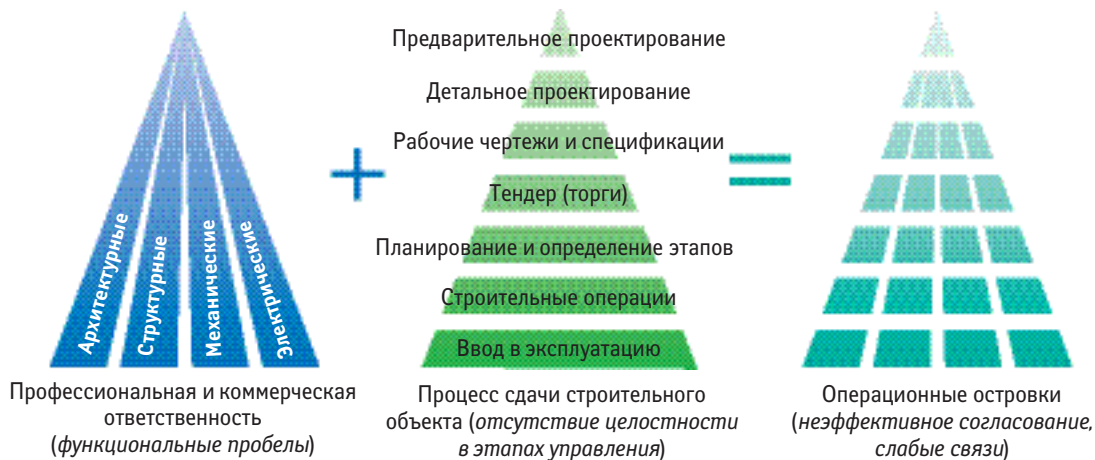 Предварительное проектирование
Детальное проектирование
Рабочие чертежи и спецификации
Тендер (торги)
Планирование и определение этапов
Строительные операции
Ввод в эксплуатацию
Архитектурные
Структурные
Механические
Электрические
+
=
Профессиональная и коммерческая
ответственность
(функциональные пробелы)
Процесс сдачи строительного
объекта (отсутствие целостности
в этапах управления)
Операционные островки
(неэффективное согласование,
слабые связи)